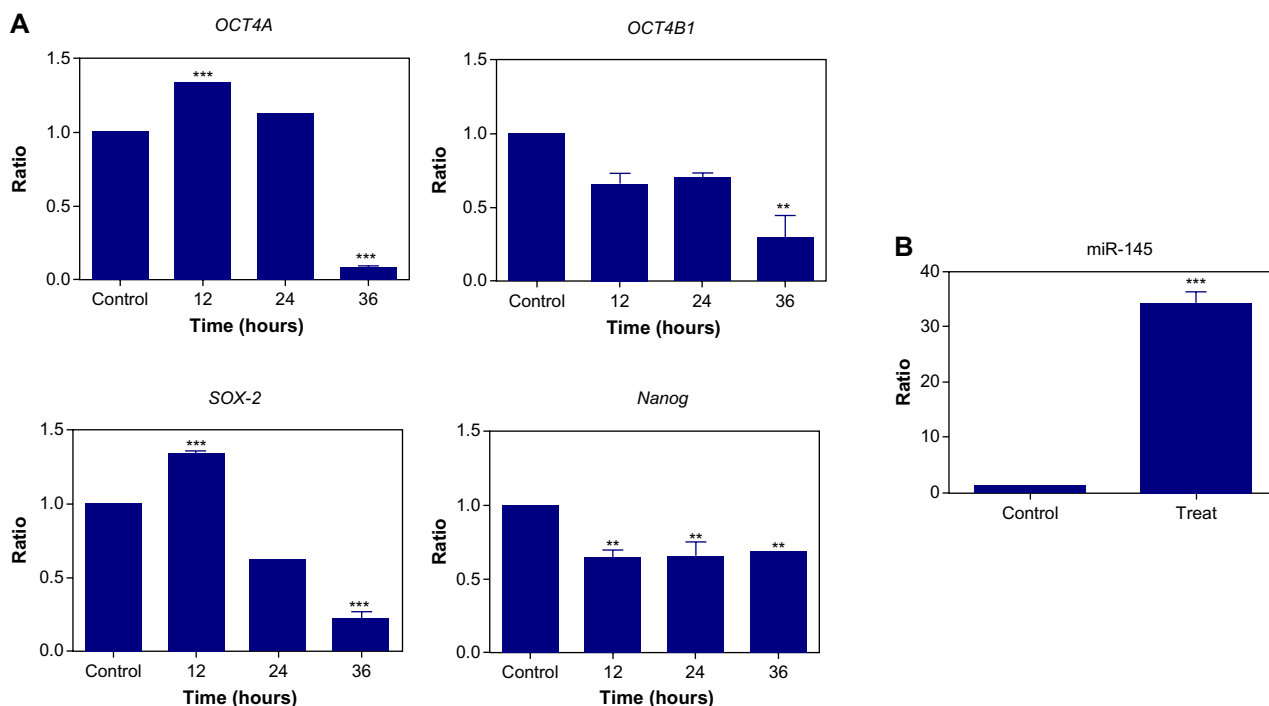 A
OCT4A
Ratio
1.5
***
1.0
0.5
***
0.0
Control 12 24 36
Time (hours)
OCT4B1
Ratio
1.5
1.0
0.5
**
0.0
Control 12 24 36
Time (hours)
SOX-2
Ratio
1.5
***
1.0
0.5
***
0.0
Control 12 24 36
Time (hours)
Nanog
Ratio
1.5
1.0
** ** **
0.5
0.0
Control 12 24 36
Time (hours)
B
miR-145
Ratio
40
***
30
20
10
0
Control Treat